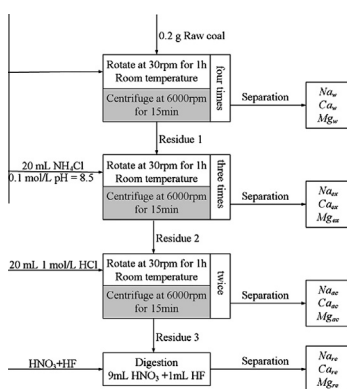 0.2 g Raw coal
Rotate at 30rpm for 1h
Room temperature
Centrifuge at 6000rpm
for 15min
four times
Separation
Naw
Caw
Mgw
Residue 1
20 mL NH4Cl
0.1 mol/L pH = 8.5
Rotate at 30rpm for 1h
Room temperature
Centrifuge at 6000rpm
for 15min
three times
Separation
Naex
Caex
Mgex
Residue 2
20 mL 1 mol/L HCl
Rotate at 30rpm for 1h
Room temperature
Centrifuge at 6000rpm
for 15min
twice
Separation
Naac
Caac
Mgac
Residue 3
HNO3+HF
Digestion
9mL HNO3 +1mL HF
Separation
Nare
Care
Mgre